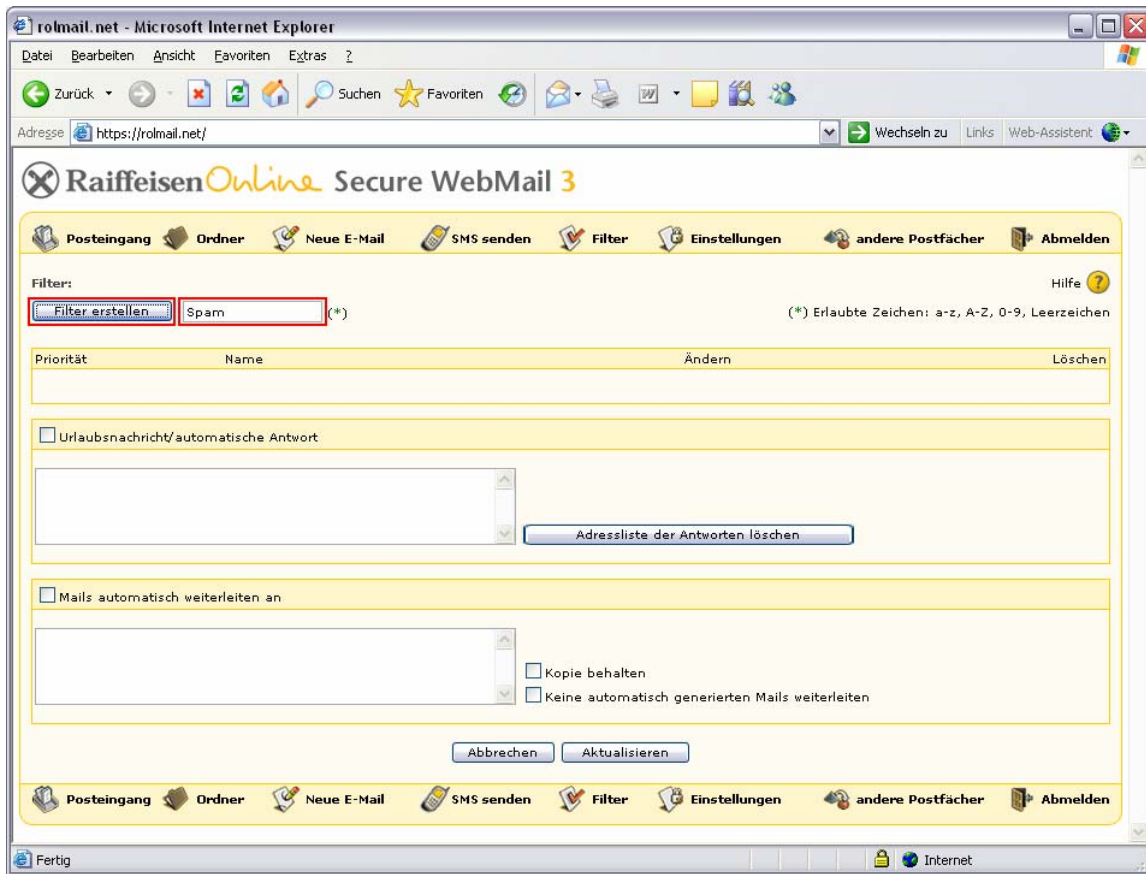 rolmail.net - Microsoft Internet Explorer
Datei Bearbeiten Ansicht Favoriten Extras ?
Zurück Suchen Favoriten W
Adresse https://rolmail.net/ Wechseln zu Links Web-Assistent
Raiffeisen Online Secure WebMail 3
Posteingang Ordner Neue E-Mail SMS senden Filter Einstellungen andere Postfächer Abmelden
Filter: Hilfe ?
Filter erstellen Spam (*) (*) Erlaubte Zeichen: a-z, A-Z, 0-9, Leerzeichen
Priorität Name Ändern Löschen
Urlaubsnachricht/automatische Antwort
Adressliste der Antworten löschen
Mails automatisch weiterleiten an
Kopie behalten
Keine automatisch generierten Mails weiterleiten
Abbrechen Aktualisieren
Posteingang Ordner Neue E-Mail SMS senden Filter Einstellungen andere Postfächer Abmelden
Fertig Internet